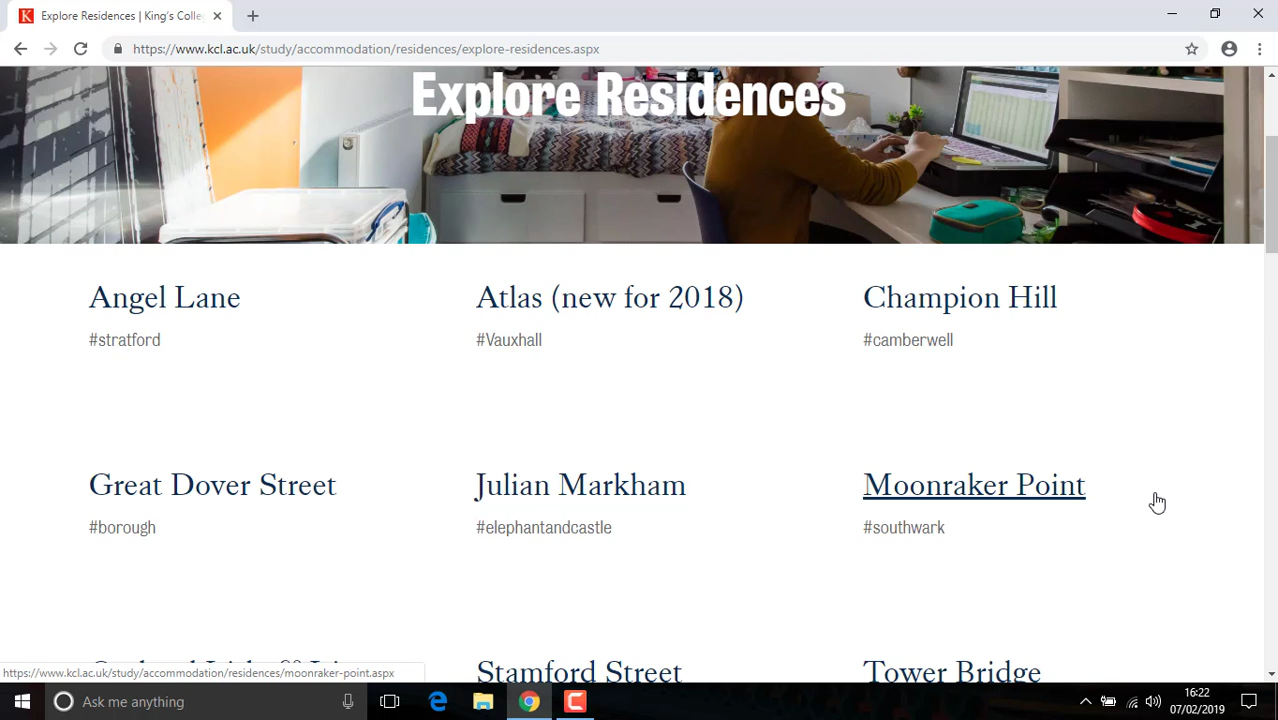 Explore Residences | King's Colle
https://www.kcl.ac.uk/study/accommodation/residences/explore-residences.aspx
Explore Residences
Angel Lane
#stratford
Atlas (new for 2018)
#Vauxhall
Champion Hill
#camberwell
Great Dover Street
#borough
Julian Markham
#elephantandcastle
Moonraker Point
#southwark
Stamford Street
Tower Bridge
https://www.kcl.ac.uk/study/accommodation/residences/moonraker-point.aspx
Ask me anything
16:22
07/02/2019